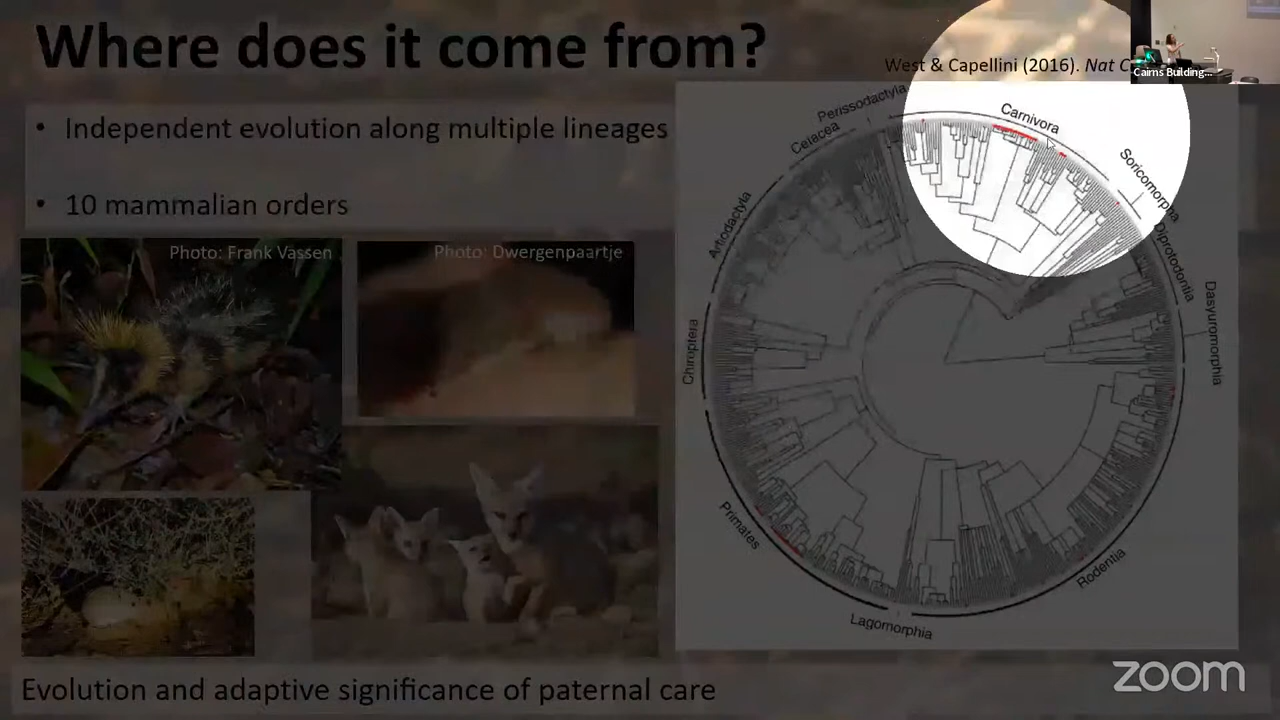 Where does it come from?
West & Capellini (2016). Nat C
Cairns Building...
• Independent evolution along multiple lineages
• 10 mammalian orders
Photo: Frank Vassen
Photo: Dwergenpaartje
Perissodactyla
Cetacea
Carnivora
Soricomorpha
Artiodactyla
Diprotodontia
Dasyuromorphia
Chiroptera
Primates
Rodentia
Lagomorphia
Evolution and adaptive significance of paternal care
zoom